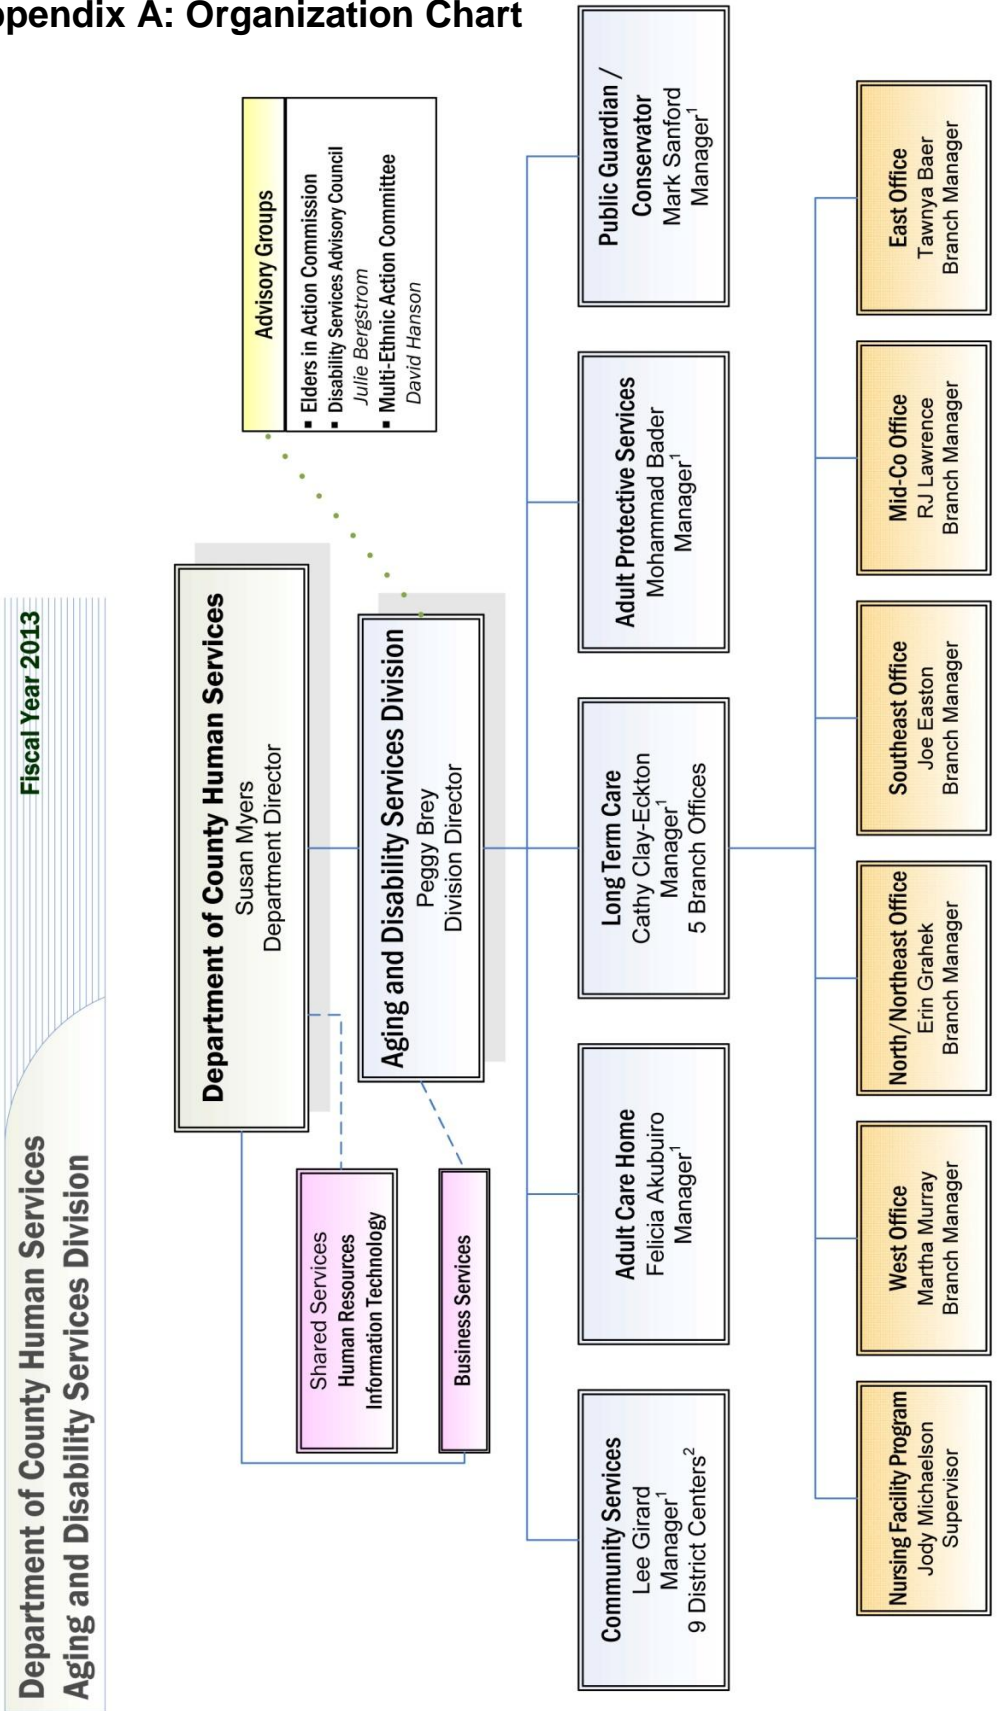 ppendix A: Organization Chart
Department of County Human Services
Aging and Disability Services Division
Fiscal Year 2013
Department of County Human Services
Susan Myers
Department Director
Advisory Groups
▪ Elders in Action Commission
▪ Disability Services Advisory Council
Julie Bergstrom
▪ Multi-Ethnic Action Committee
David Hanson
Shared Services
Human Resources
Information Technology
Aging and Disability Services Division
Peggy Brey
Division Director
Business Services
Community Services
Lee Girard
Manager¹
9 District Centers²
Adult Care Home
Felicia Akubuiro
Manager¹
Long Term Care
Cathy Clay-Eckton
Manager¹
5 Branch Offices
Adult Protective Services
Mohammad Bader
Manager¹
Public Guardian /
Conservator
Mark Sanford
Manager¹
Nursing Facility Program
Jody Michaelson
Supervisor
West Office
Martha Murray
Branch Manager
North/Northeast Office
Erin Grahek
Branch Manager
Southeast Office
Joe Easton
Branch Manager
Mid-Co Office
RJ Lawrence
Branch Manager
East Office
Tawnya Baer
Branch Manager